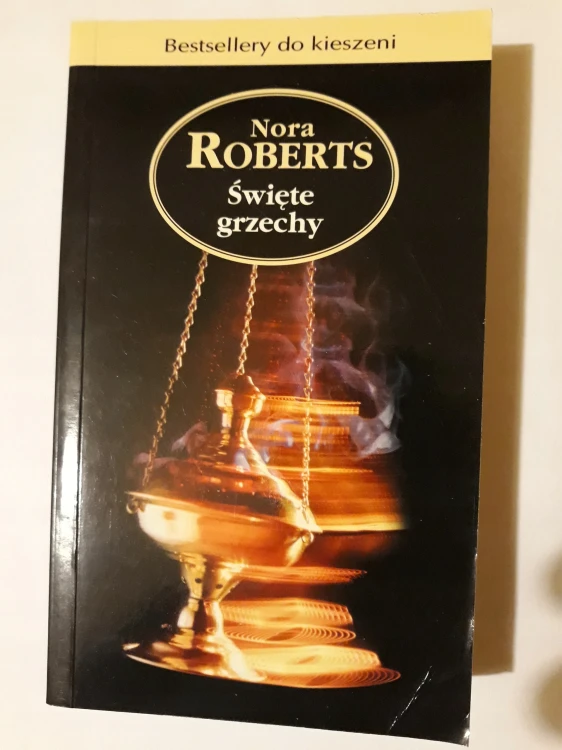 Bestsellery do kieszeni
Nora
ROBERTS
Święte
grzechy